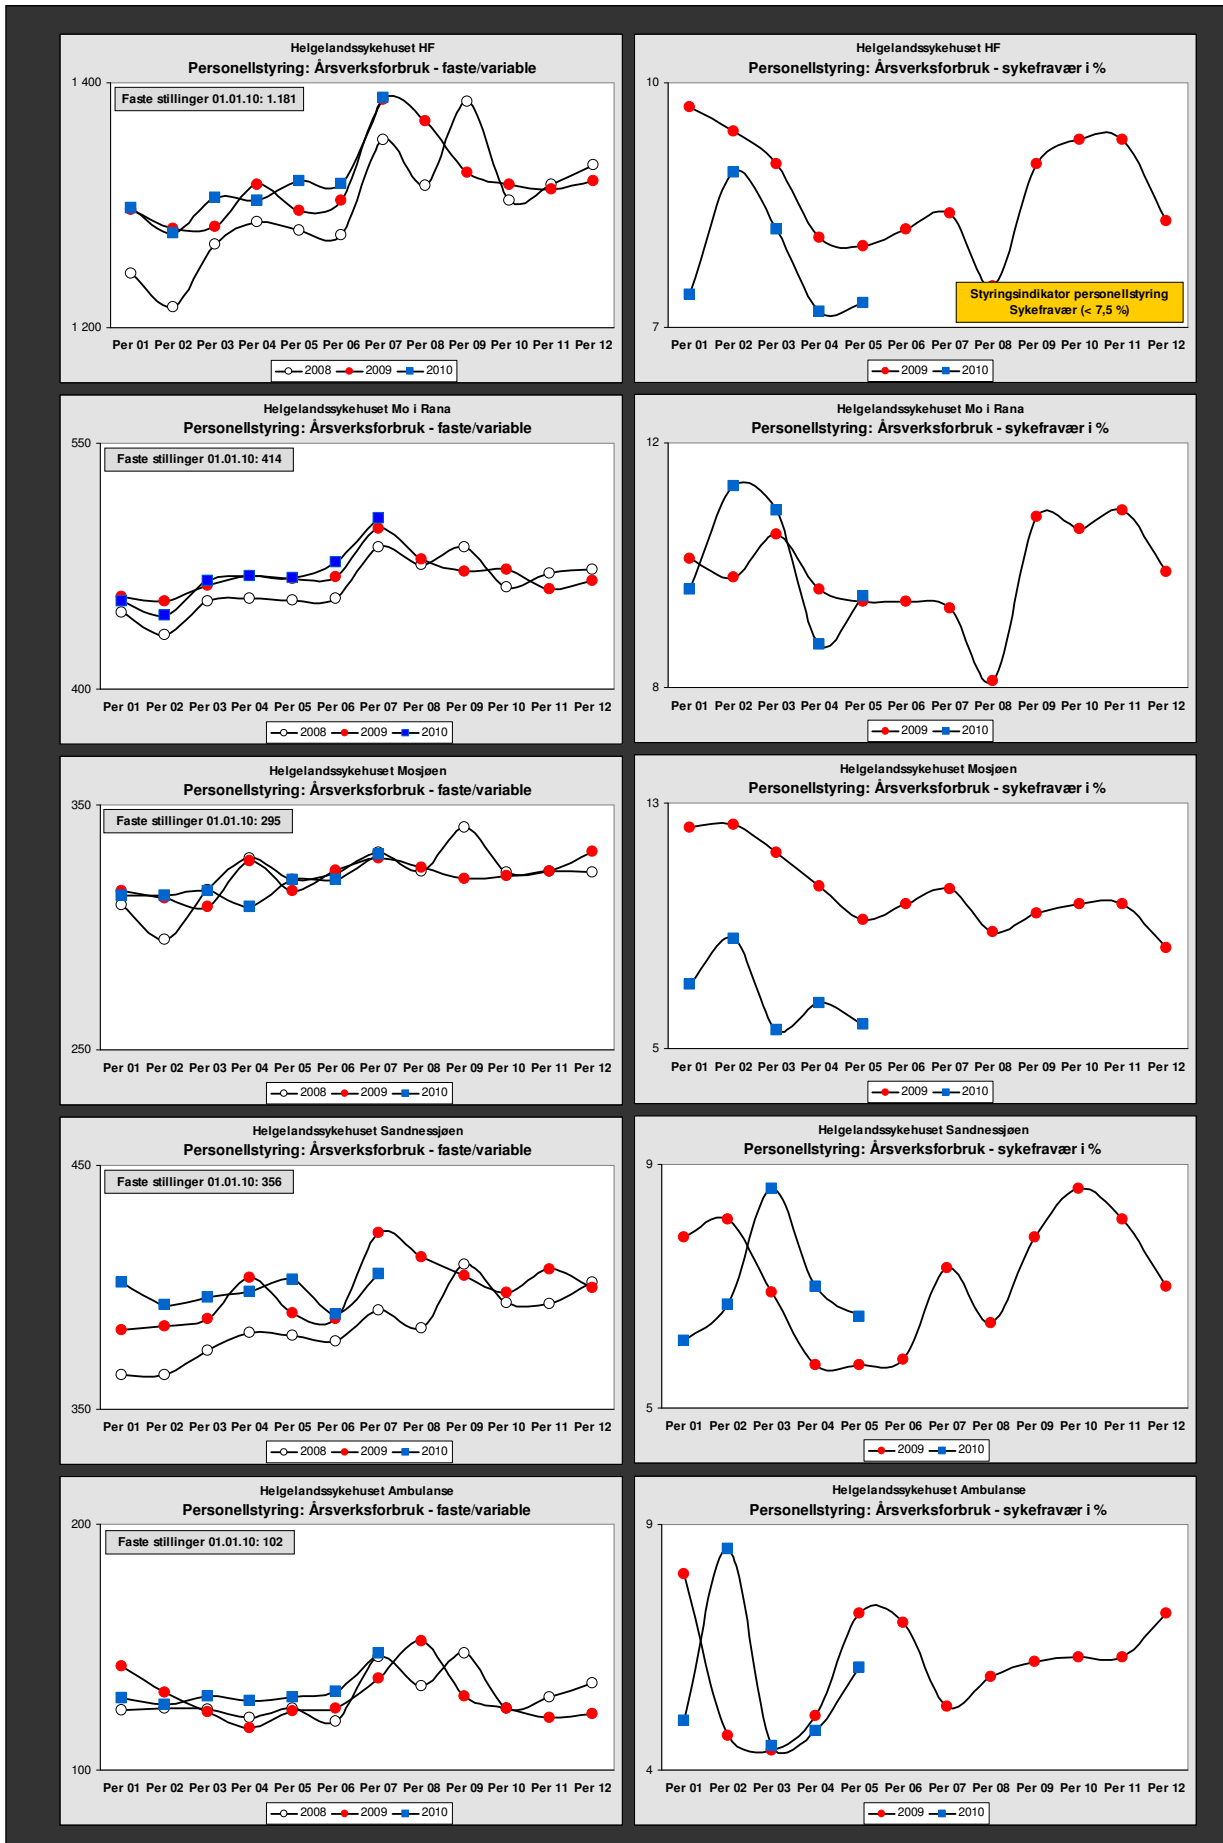 Helgelandssykehuset HF
Personellstyring: Årsverksforbruk - faste/variable
1 400
Faste stillinger 01.01.10: 1.181
1 200
Per 01 Per 02 Per 03 Per 04 Per 05 Per 06 Per 07 Per 08 Per 09 Per 10 Per 11 Per 12
2008 2009 2010
Helgelandssykehuset HF
Personellstyring: Årsverksforbruk - sykefravær i %
10
Styringsindikator personellstyring
Sykefravær (< 7,5 %)
7
Per 01 Per 02 Per 03 Per 04 Per 05 Per 06 Per 07 Per 08 Per 09 Per 10 Per 11 Per 12
2009 2010
Helgelandssykehuset Mo i Rana
Personellstyring: Årsverksforbruk - faste/variable
550
Faste stillinger 01.01.10: 414
400
Per 01 Per 02 Per 03 Per 04 Per 05 Per 06 Per 07 Per 08 Per 09 Per 10 Per 11 Per 12
2008 2009 2010
Helgelandssykehuset Mo i Rana
Personellstyring: Årsverksforbruk - sykefravær i %
12
8
Per 01 Per 02 Per 03 Per 04 Per 05 Per 06 Per 07 Per 08 Per 09 Per 10 Per 11 Per 12
2009 2010
Helgelandssykehuset Mosjøen
Personellstyring: Årsverksforbruk - faste/variable
350
Faste stillinger 01.01.10: 295
250
Per 01 Per 02 Per 03 Per 04 Per 05 Per 06 Per 07 Per 08 Per 09 Per 10 Per 11 Per 12
2008 2009 2010
Helgelandssykehuset Mosjøen
Personellstyring: Årsverksforbruk - sykefravær i %
13
5
Per 01 Per 02 Per 03 Per 04 Per 05 Per 06 Per 07 Per 08 Per 09 Per 10 Per 11 Per 12
2009 2010
Helgelandssykehuset Sandnessjøen
Personellstyring: Årsverksforbruk - faste/variable
450
Faste stillinger 01.01.10: 356
350
Per 01 Per 02 Per 03 Per 04 Per 05 Per 06 Per 07 Per 08 Per 09 Per 10 Per 11 Per 12
2008 2009 2010
Helgelandssykehuset Sandnessjøen
Personellstyring: Årsverksforbruk - sykefravær i %
9
5
Per 01 Per 02 Per 03 Per 04 Per 05 Per 06 Per 07 Per 08 Per 09 Per 10 Per 11 Per 12
2009 2010
Helgelandssykehuset Ambulanse
Personellstyring: Årsverksforbruk - faste/variable
200
Faste stillinger 01.01.10: 102
100
Per 01 Per 02 Per 03 Per 04 Per 05 Per 06 Per 07 Per 08 Per 09 Per 10 Per 11 Per 12
2008 2009 2010
Helgelandssykehuset Ambulanse
Personellstyring: Årsverksforbruk - sykefravær i %
9
4
Per 01 Per 02 Per 03 Per 04 Per 05 Per 06 Per 07 Per 08 Per 09 Per 10 Per 11 Per 12
2009 2010